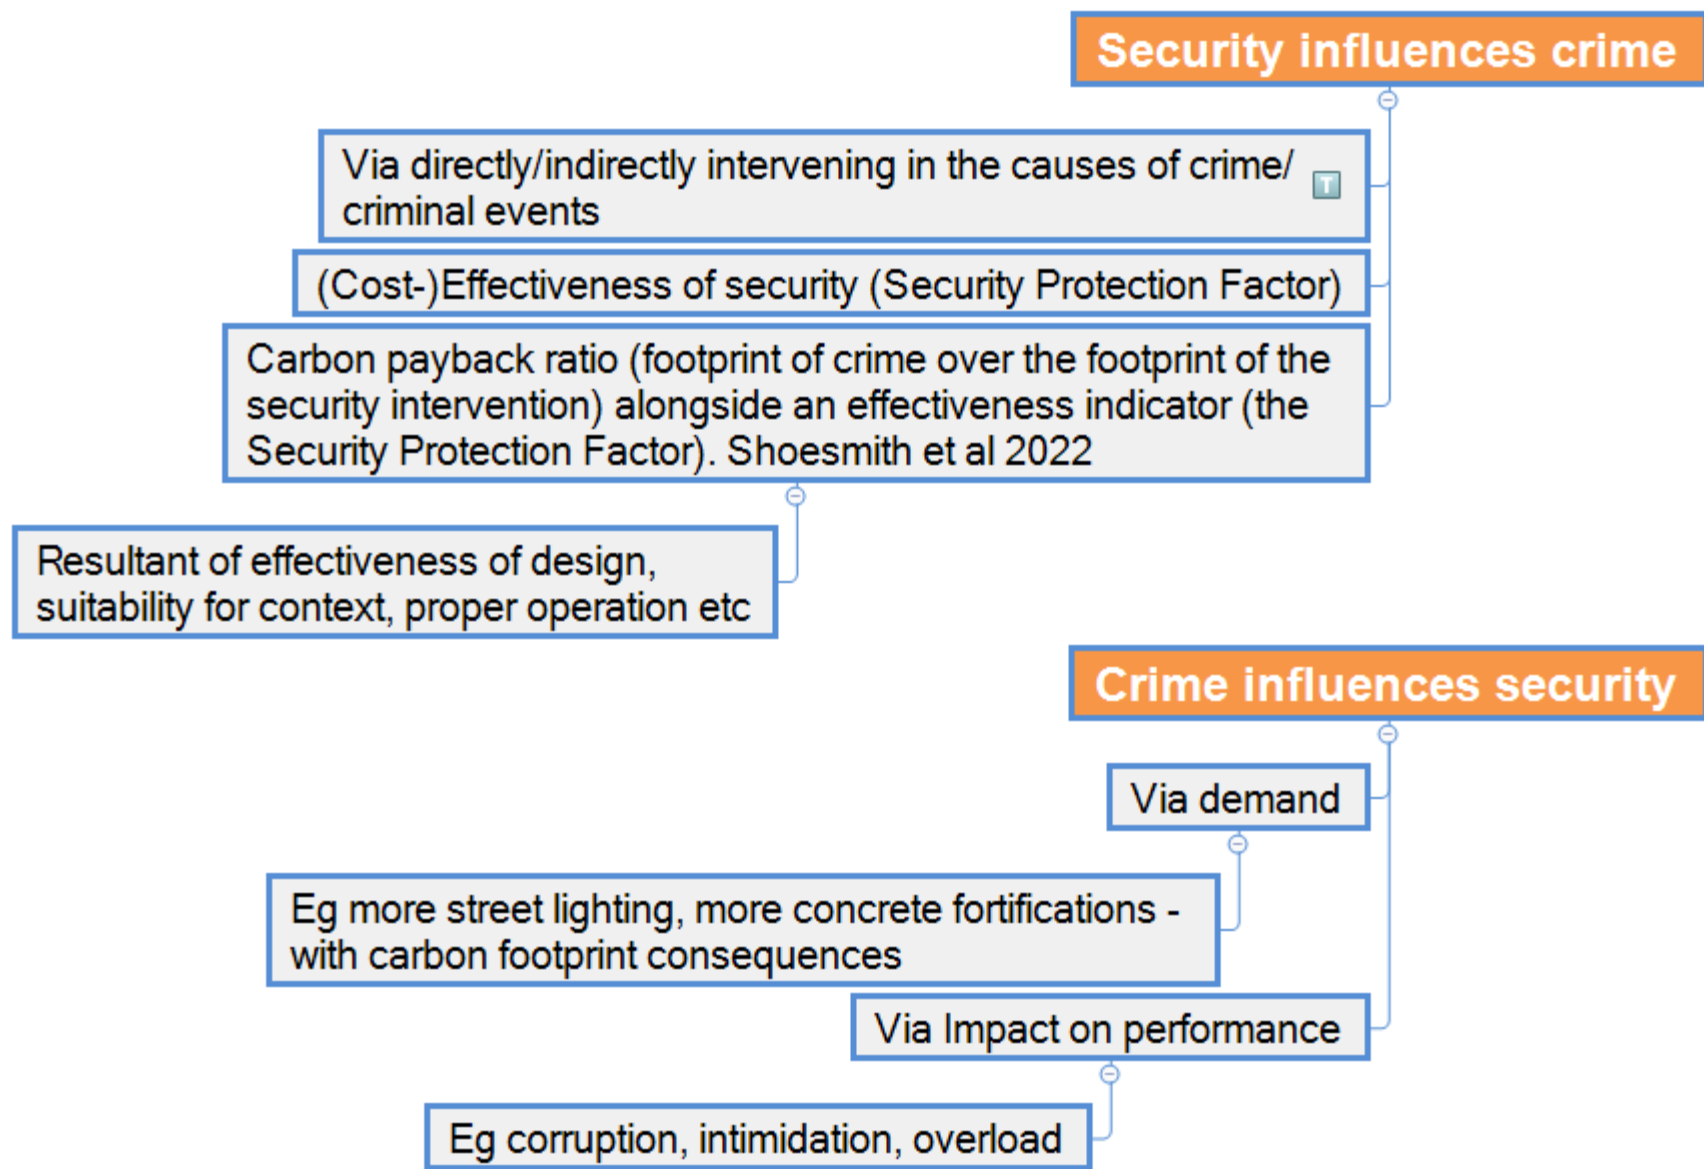 Security influences crime
Via directly/indirectly intervening in the causes of crime/
criminal events
T
(Cost-)Effectiveness of security (Security Protection Factor)
Carbon payback ratio (footprint of crime over the footprint of the
security intervention) alongside an effectiveness indicator (the
Security Protection Factor). Shoesmith et al 2022
Resultant of effectiveness of design,
suitability for context, proper operation etc
Crime influences security
Via demand
Eg more street lighting, more concrete fortifications -
with carbon footprint consequences
Via Impact on performance
Eg corruption, intimidation, overload